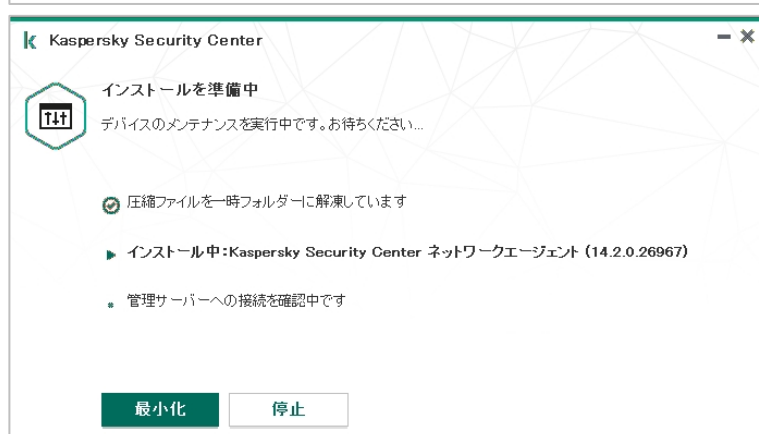 Kaspersky Security Center
インストールを準備中
デバイスのメンテナンスを実行中です。お待ちください...
圧縮ファイルを一時フォルダーに解凍しています
インストール中:Kaspersky Security Center ネットワークエージェント (14.2.0.26967)
管理サーバーへの接続を確認中です
最小化 停止